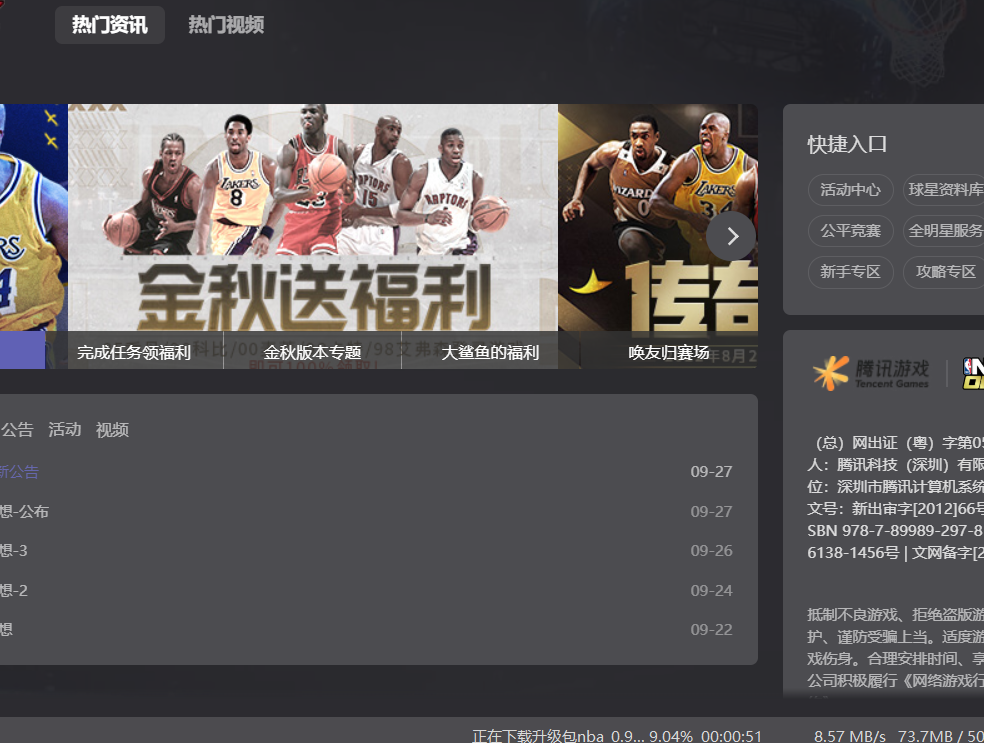 热门资讯 热门视频
金秋送福利
传奇
LAKERS
8
RAPTORS
15
RAPTORS
WIZARDS
0
LAKERS
34
完成任务领福利 金秋版本专题 大鲨鱼的福利 唤友归赛场
公告 活动 视频
新公告 09-27
想-公布 09-27
想-3 09-26
想-2 09-24
想 09-22
快捷入口
活动中心 球星资料库
公平竞赛 全明星服务
新手专区 攻略专区
腾讯游戏
Tencent Games
（总）网出证（粤）字第05
人：腾讯科技（深圳）有限
位：深圳市腾讯计算机系统
文号：新出审字[2012]66号
SBN 978-7-89989-297-8
6138-1456号 | 文网备字[2
抵制不良游戏、拒绝盗版游
护、谨防受骗上当。适度游
戏伤身。合理安排时间、享
公司积极履行《网络游戏行
正在下载升级包nba_0.9... 9.04% 00:00:51 8.57 MB/s 73.7MB / 50